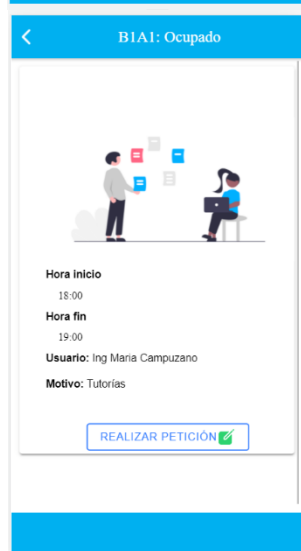 B1A1: Ocupado
Hora inicio
18:00
Hora fin
19:00
Usuario: Ing Maria Campuzano
Motivo: Tutorías
REALIZAR PETICIÓN